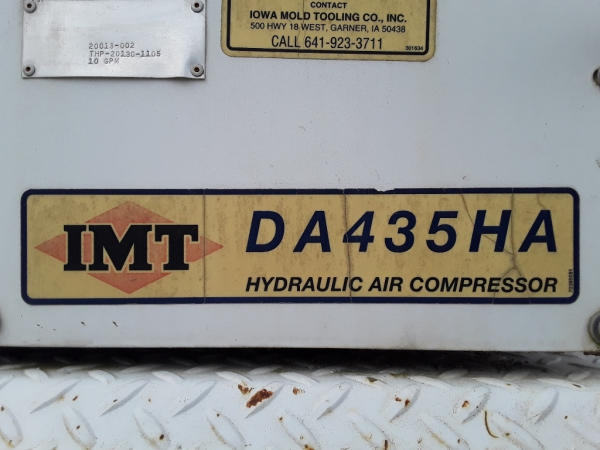 20013-002
THP-20130-1105
10 GPM
CONTACT
IOWA MOLD TOOLING CO., INC.
500 HWY 18 WEST, GARNER, IA 50438
CALL 641-923-3711
IMT
DA435HA
HYDRAULIC AIR COMPRESSOR